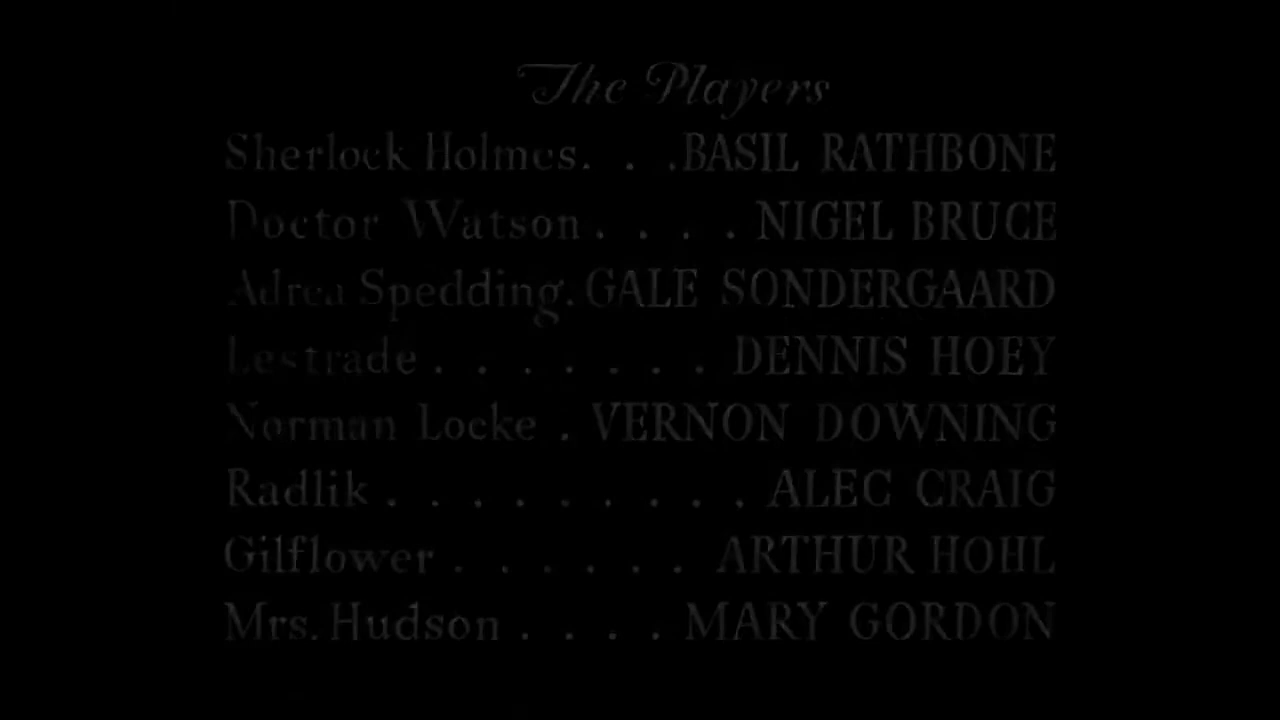 The Players
Sherlock Holmes. . .BASIL RATHBONE
Doctor Watson. . . . NIGEL BRUCE
Adrea Spedding. GALE SONDERGAARD
Lestrade . . . . . . . DENNIS HOEY
Norman Locke . VERNON DOWNING
Radlik . . . . . . . . . ALEC CRAIG
Gilflower . . . . . . ARTHUR HOHL
Mrs. Hudson . . . . MARY GORDON